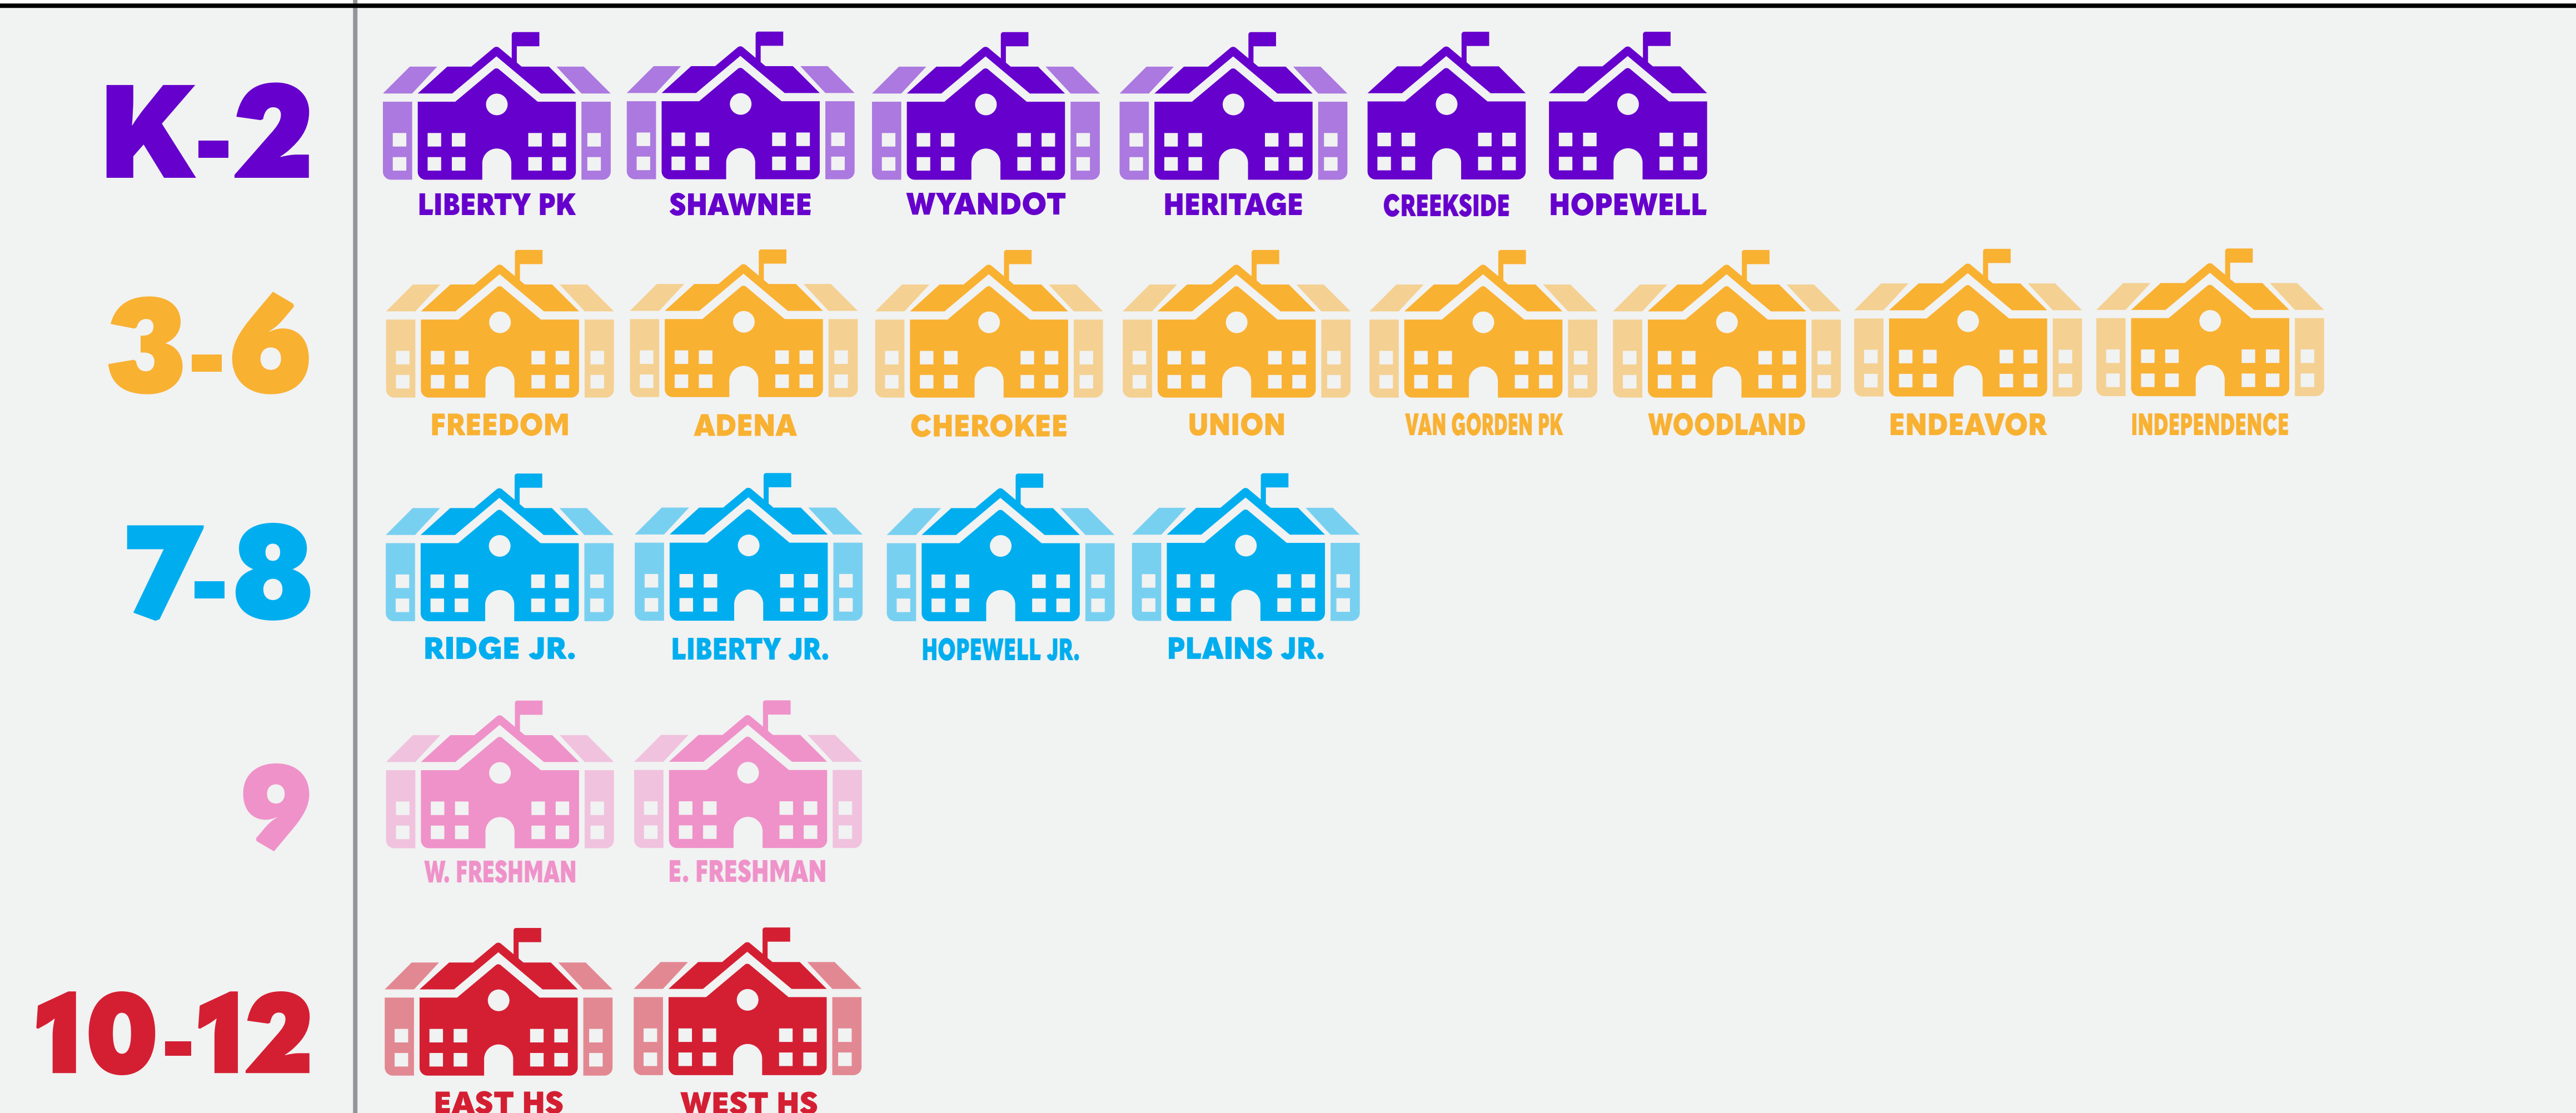 K-2
LIBERTY PK SHAWNEE WYANDOT HERITAGE CREEKSIDE HOPEWELL
3-6
FREEDOM ADENA CHEROKEE UNION VAN GORDEN PK WOODLAND ENDEAVOR INDEPENDENCE
7-8
RIDGE JR. LIBERTY JR. HOPEWELL JR. PLAINS JR.
9
W. FRESHMAN E. FRESHMAN
10-12
EAST HS WEST HS